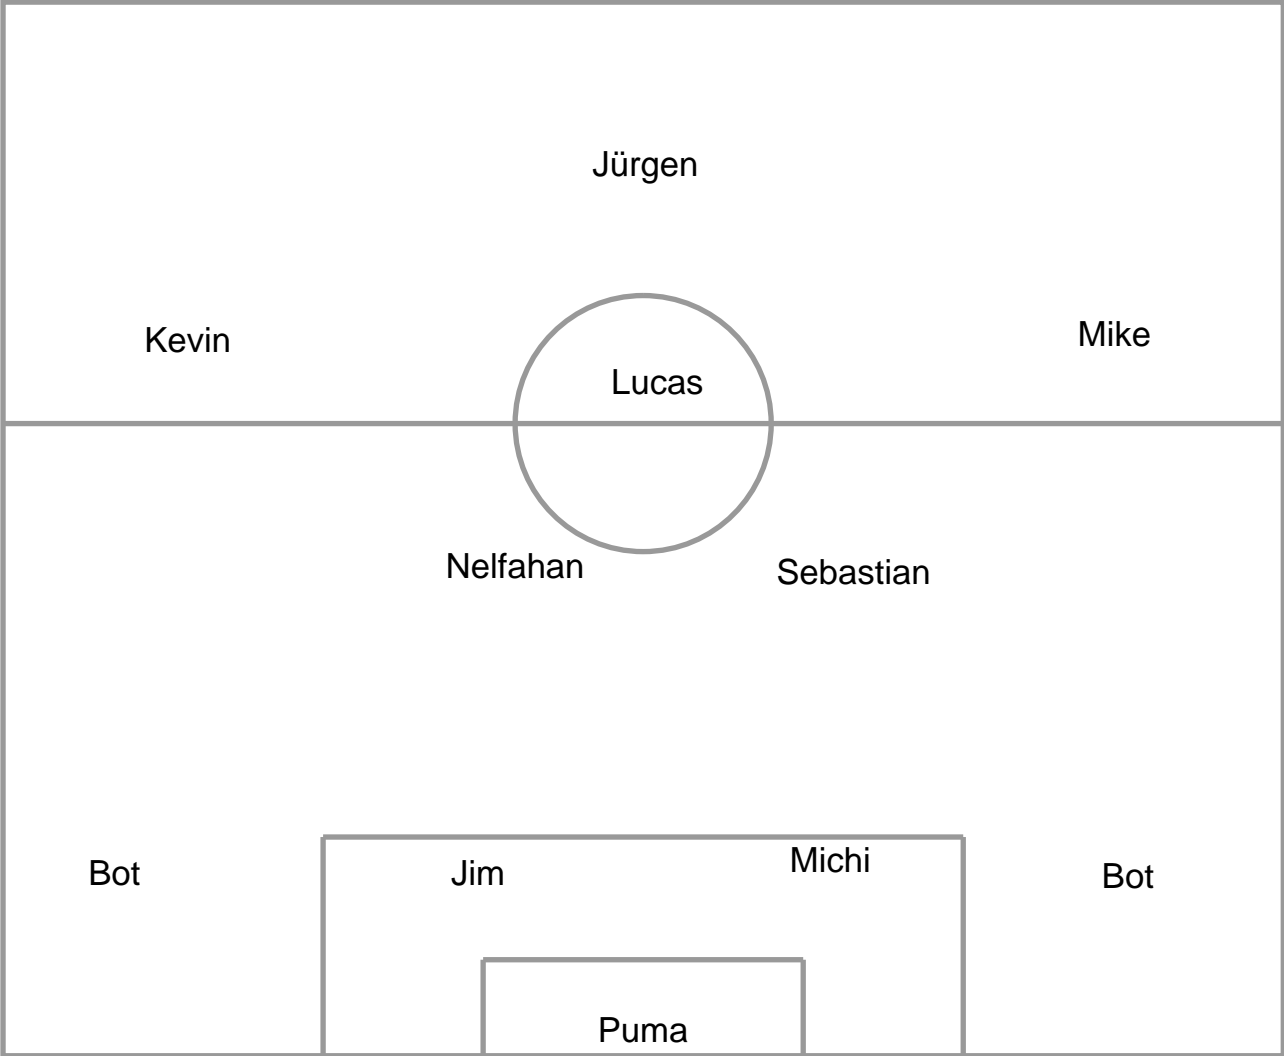 Jürgen
Kevin
Mike
Lucas
Nelfahan
Sebastian
Bot
Jim
Michi
Bot
Puma